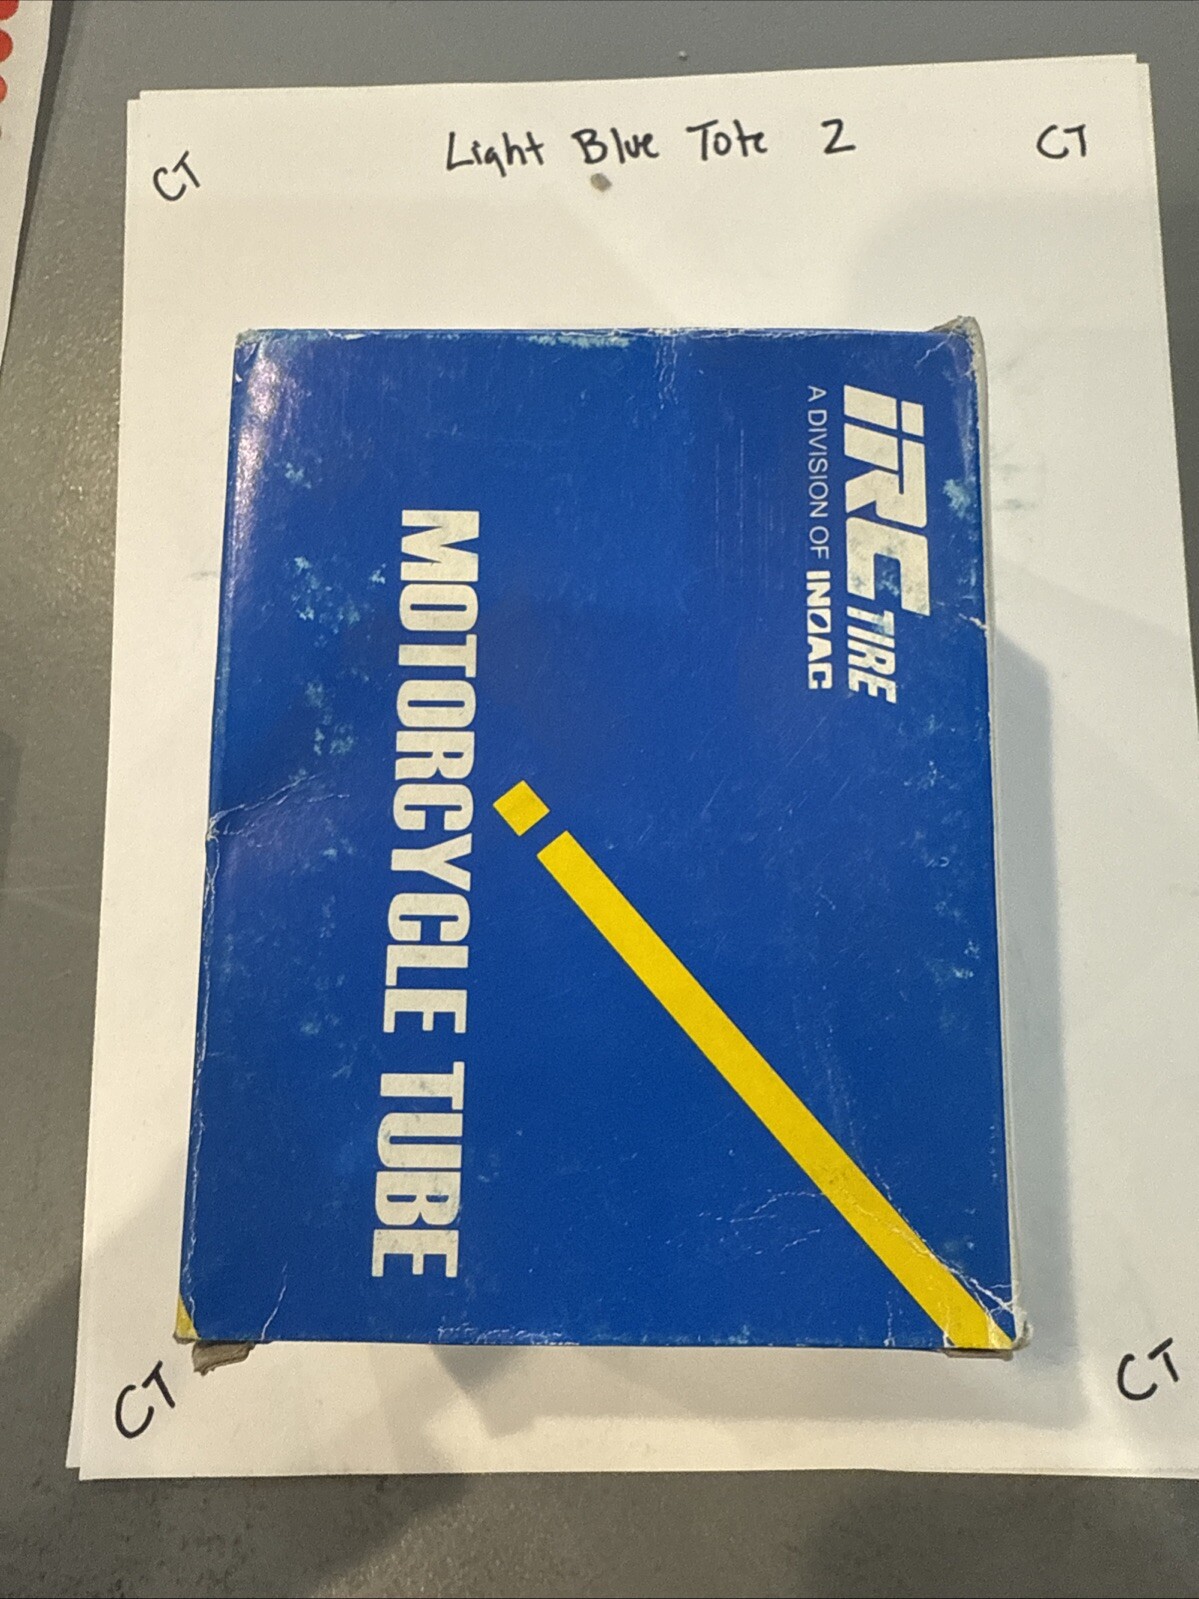 Light Blue Tote 2
CT
CT
iRC TIRE
A DIVISION OF INOAC
MOTORCYCLE TUBE
CT
CT